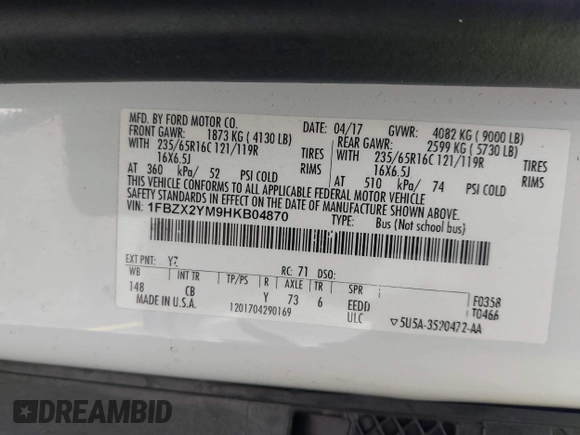 MFD. BY FORD MOTOR CO.
DATE: 04/17 GVWR: 4082 KG ( 9000 LB)
FRONT GAWR: 1873 KG ( 4130 LB) REAR GAWR: 2599 KG ( 5730 LB)
WITH 235/65R16C 121/119R TIRES WITH 235/65R16C 121/119R TIRES
16X6.5J RIMS 16X6.5J RIMS
AT 360 kPa/ 52 PSI COLD AT 510 kPa/ 74 PSI COLD
THIS VEHICLE CONFORMS TO ALL APPLICABLE FEDERAL MOTOR VEHICLE
SAFETY AND THEFT PREVENTION STANDARDS IN EFFECT ON THE DATE OF MANUFACTURE SHOWN ABOVE.
VIN: 1FBZX2YM9HKB04870 TYPE: Bus (Not school bus)
EXT PNT: YZ RC: 71 DSO:
WB INT TR TP/PS R AXLE TR SPR F0358
148 CB Y 73 6 EEDD T0466
MADE IN U.S.A. 1201704290169 ULC ▽5U5A-3520472-AA
DREAMBID